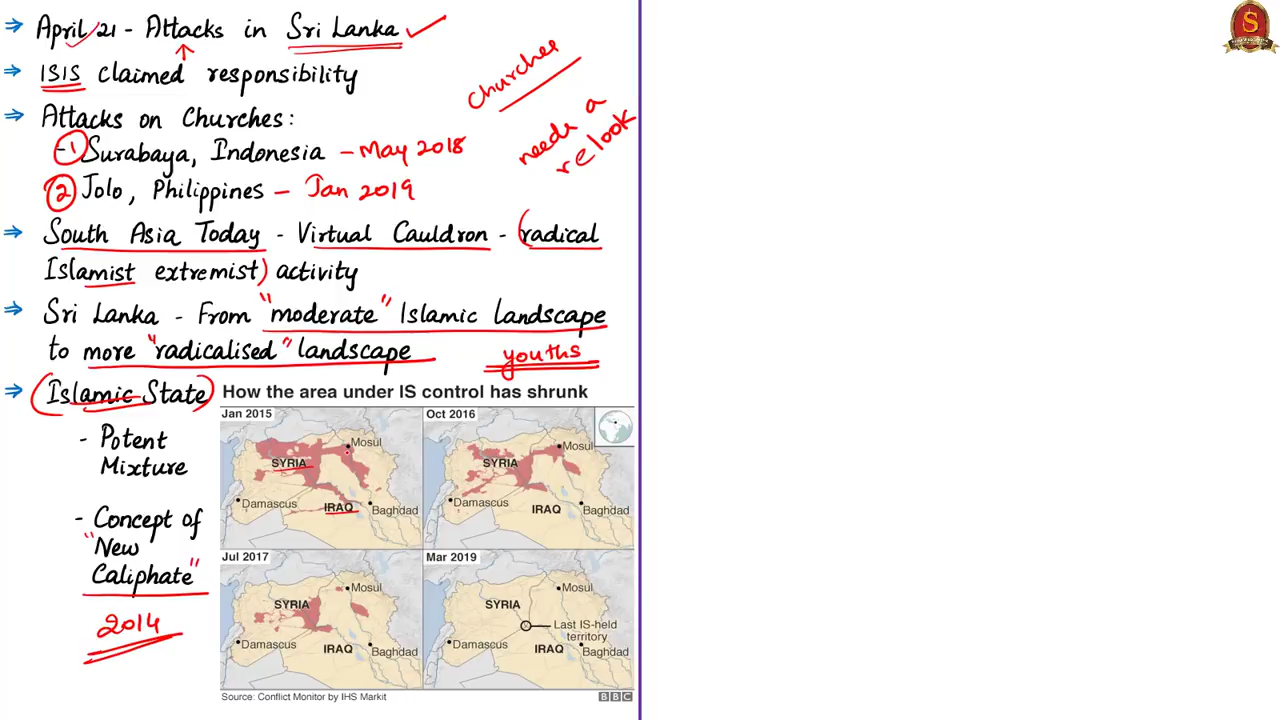 ⇒ April 21 - Attacks in Sri Lanka ✓
⇒ ISIS claimed responsibility
churches
⇒ Attacks on Churches:
needs a
relook
-① Surabaya, Indonesia - May 2018
② Jolo, Philippines - Jan 2019
⇒ South Asia Today - Virtual Cauldron - (radical
Islamist extremist) activity
⇒ Sri Lanka - From "moderate" Islamic landscape
to more "radicalised" landscape
youths
⇒ (Islamic State)
- Potent
Mixture
- Concept of
"New
Caliphate"
2014
How the area under IS control has shrunk
Jan 2015
Mosul
SYRIA
Damascus
IRAQ
Baghdad
Oct 2016
Mosul
SYRIA
Damascus
IRAQ
Baghdad
Jul 2017
Mosul
SYRIA
Damascus
IRAQ
Baghdad
Mar 2019
Mosul
SYRIA
Last IS-held
territory
Damascus
IRAQ
Baghdad
Source: Conflict Monitor by IHS Markit
BBC
S